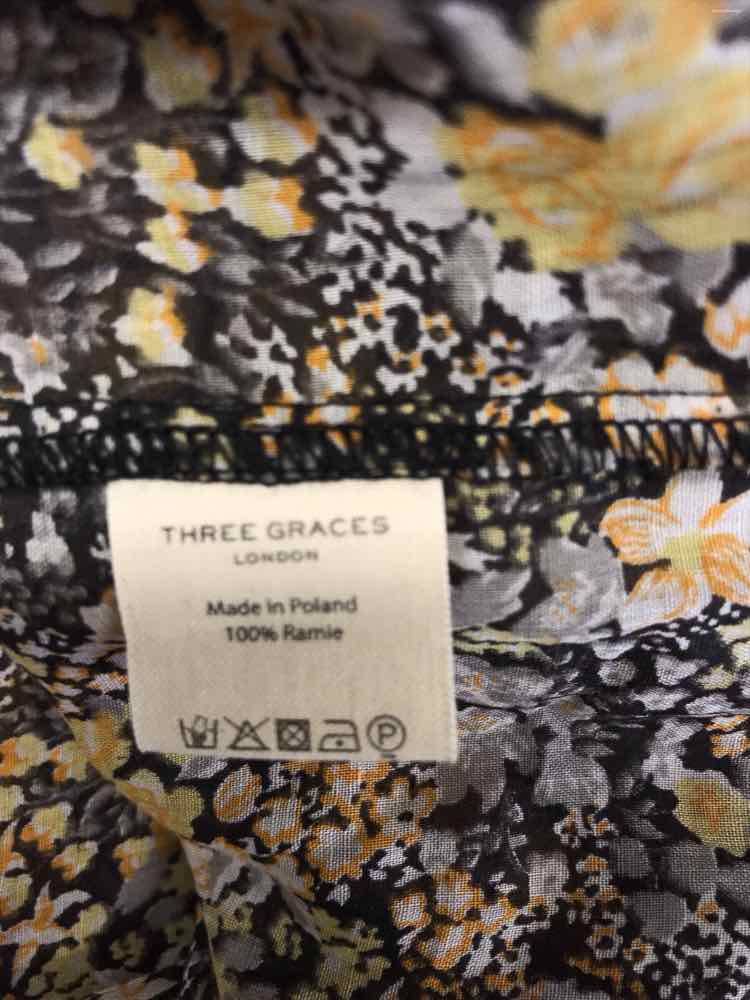 THREE GRACES
LONDON
Made in Poland
100% Ramie
P